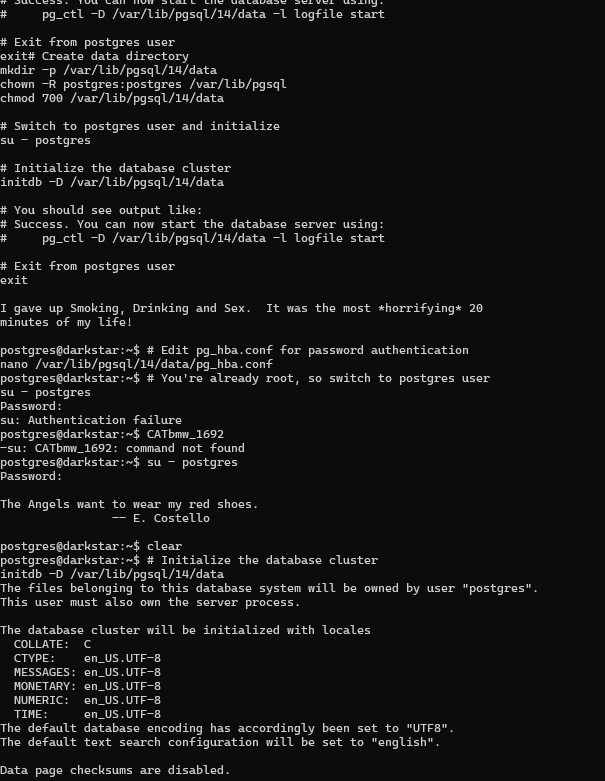 # Success. You can now start the database server using:
#     pg_ctl -D /var/lib/pgsql/14/data -l logfile start
# Exit from postgres user
exit# Create data directory
mkdir -p /var/lib/pgsql/14/data
chown -R postgres:postgres /var/lib/pgsql
chmod 700 /var/lib/pgsql/14/data
# Switch to postgres user and initialize
su - postgres
# Initialize the database cluster
initdb -D /var/lib/pgsql/14/data
# You should see output like:
# Success. You can now start the database server using:
#     pg_ctl -D /var/lib/pgsql/14/data -l logfile start
# Exit from postgres user
exit
I gave up Smoking, Drinking and Sex.  It was the most *horrifying* 20
minutes of my life!
postgres@darkstar:~$ # Edit pg_hba.conf for password authentication
nano /var/lib/pgsql/14/data/pg_hba.conf
postgres@darkstar:~$ # You're already root, so switch to postgres user
su - postgres
Password:
su: Authentication failure
postgres@darkstar:~$ CATbmw_1692
-su: CATbmw_1692: command not found
postgres@darkstar:~$ su - postgres
Password:
The Angels want to wear my red shoes.
                -- E. Costello
postgres@darkstar:~$ clear
postgres@darkstar:~$ # Initialize the database cluster
initdb -D /var/lib/pgsql/14/data
The files belonging to this database system will be owned by user "postgres".
This user must also own the server process.
The database cluster will be initialized with locales
  COLLATE:  C
  CTYPE:    en_US.UTF-8
  MESSAGES: en_US.UTF-8
  MONETARY: en_US.UTF-8
  NUMERIC:  en_US.UTF-8
  TIME:     en_US.UTF-8
The default database encoding has accordingly been set to "UTF8".
The default text search configuration will be set to "english".
Data page checksums are disabled.